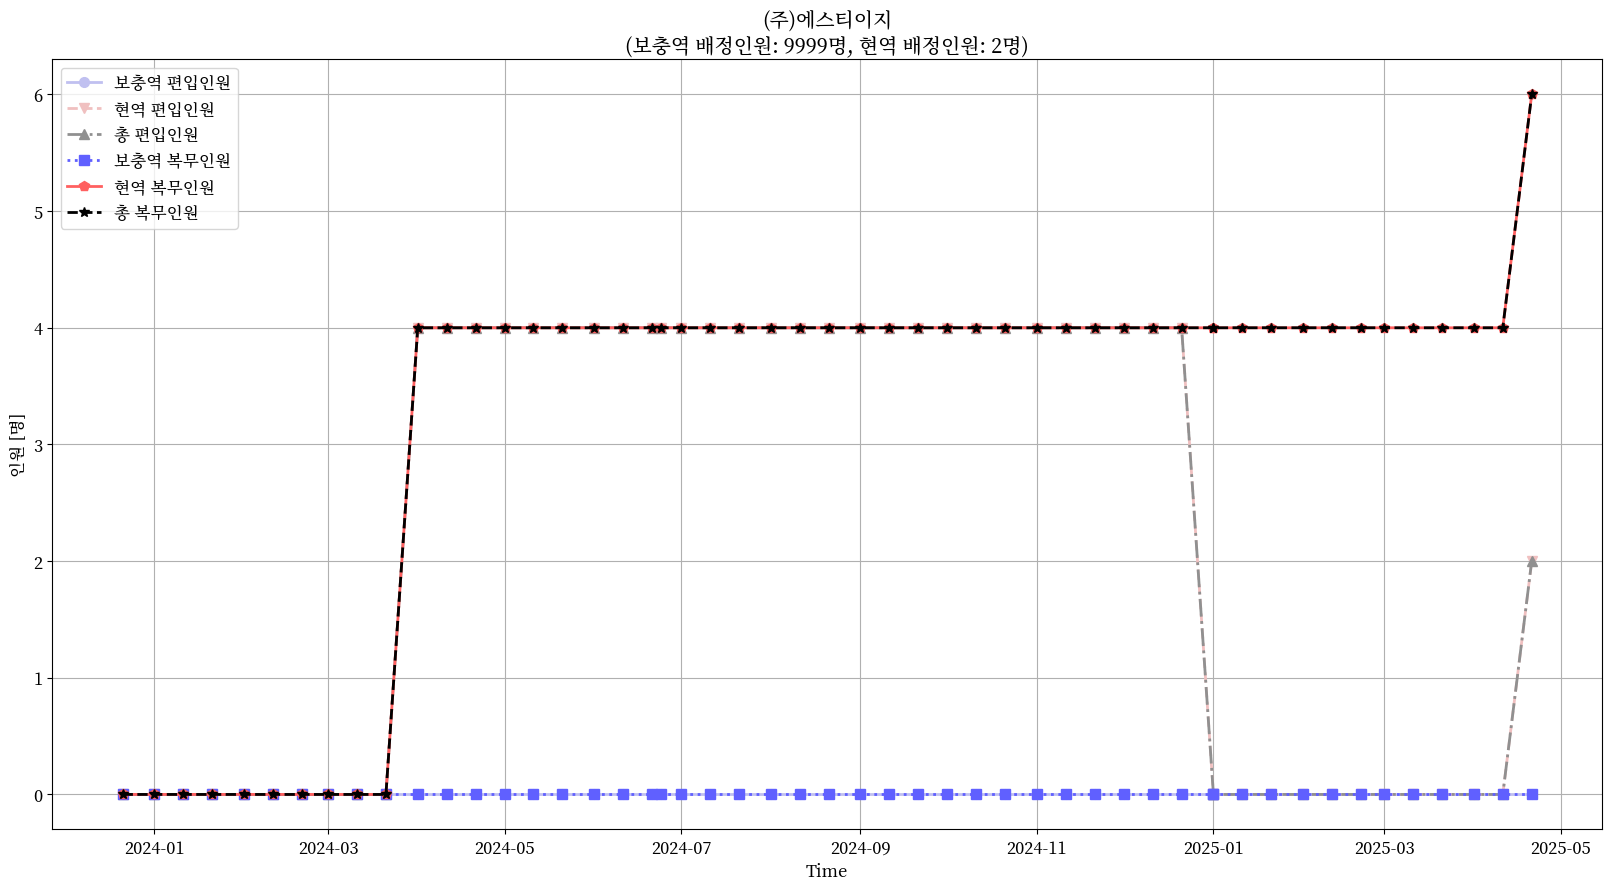 (주)에스티이지
(보충역 배정인원: 9999명, 현역 배정인원: 2명)
보충역 편입인원
현역 편입인원
총 편입인원
보충역 복무인원
현역 복무인원
총 복무인원
인원 [명]
6
5
4
3
2
1
0
2024-01 2024-03 2024-05 2024-07 2024-09 2024-11 2025-01 2025-03 2025-05
Time